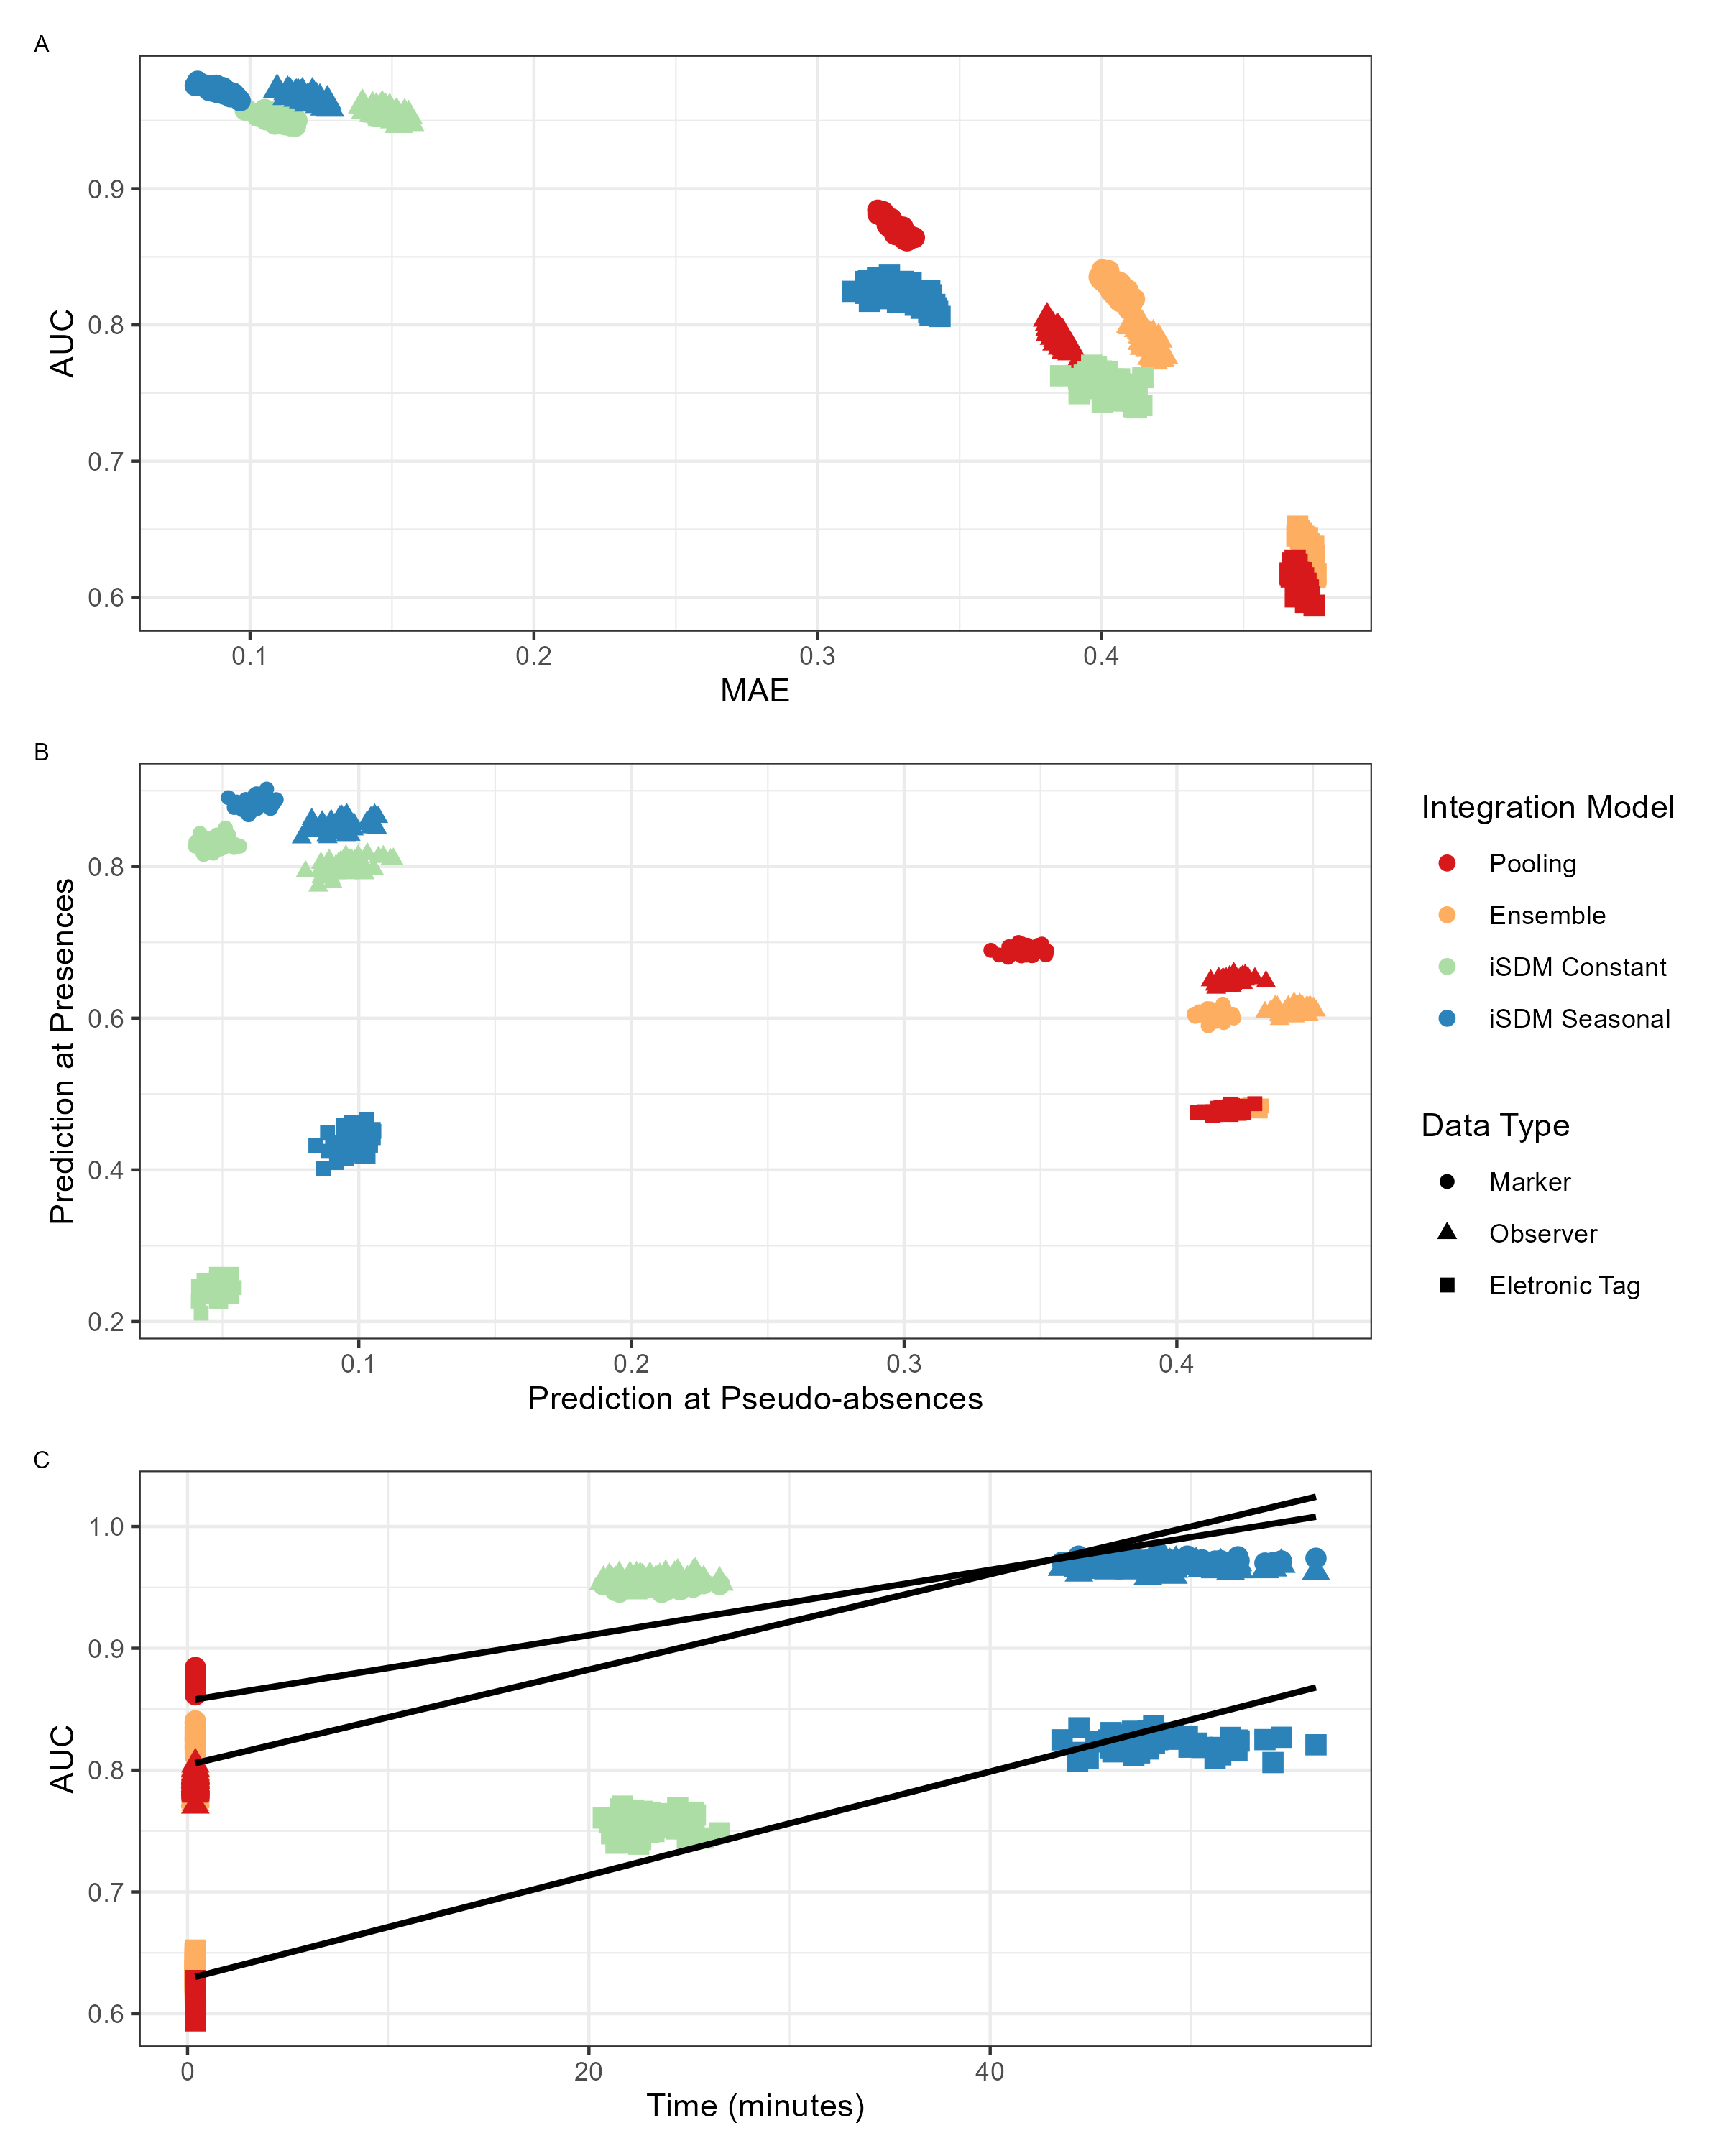 A
AUC
0.9
0.8
0.7
0.6
0.1
0.2
0.3
0.4
MAE
B
Prediction at Presences
0.8
0.6
0.4
0.2
0.1
0.2
0.3
0.4
Prediction at Pseudo-absences
Integration Model
Pooling
Ensemble
iSDM Constant
iSDM Seasonal
Data Type
Marker
Observer
Eletronic Tag
C
AUC
1.0
0.9
0.8
0.7
0.6
0
20
40
Time (minutes)